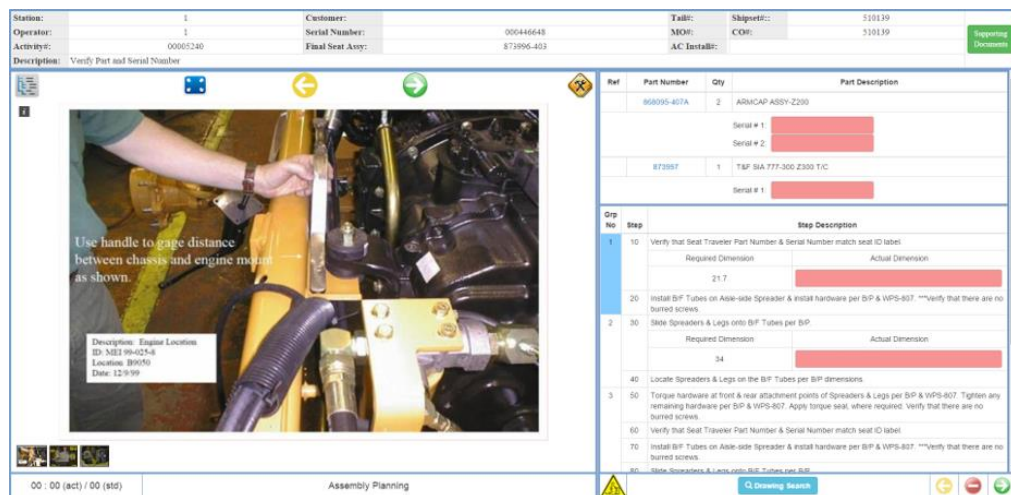 Station: 1 Customer: Tail#: Shipset#:: 510139
Operator: 1 Serial Number: 000446648 MO#: CO#: 510139
Activity#: 00005240 Final Seat Assy: 873996-403 AC Install#:
Description: Verify Part and Serial Number
Supporting
Documents
Use handle to gage distance
between chassis and engine mount
as shown.
Description: Engine Location
ID: MEI 99-025-8
Location: B9050
Date: 12/9/99
00 : 00 (act) / 00 (std) Assembly Planning
Ref Part Number Qty Part Description
868095-407A 2 ARMCAP ASSY-Z200
Serial # 1:
Serial # 2:
873997 1 T&F SIA 777-300 Z300 T/C
Serial # 1:
Grp
No Step Step Description
1 10 Verify that Seat Traveler Part Number & Serial Number match seat ID label.
Required Dimension Actual Dimension
21.7
20 Install B/F Tubes on Aisle-side Spreader & install hardware per B/P & WPS-807. ***Verify that there are no
burred screws.
2 30 Slide Spreaders & Legs onto B/F Tubes per B/P.
Required Dimension Actual Dimension
34
40 Locate Spreaders & Legs on the B/F Tubes per B/P dimensions.
3 50 Torque hardware at front & rear attachment points of Spreaders & Legs per B/P & WPS-807. Tighten any
remaining hardware per B/P & WPS-807. Apply torque seal, where required. Verify that there are no
burred screws.
60 Verify that Seat Traveler Part Number & Serial Number match seat ID label.
70 Install B/F Tubes on Aisle-side Spreader & install hardware per B/P & WPS-807. ***Verify that there are no
burred screws.
80 Slide Spreaders & Legs onto B/F Tubes per B/P.
Drawing Search